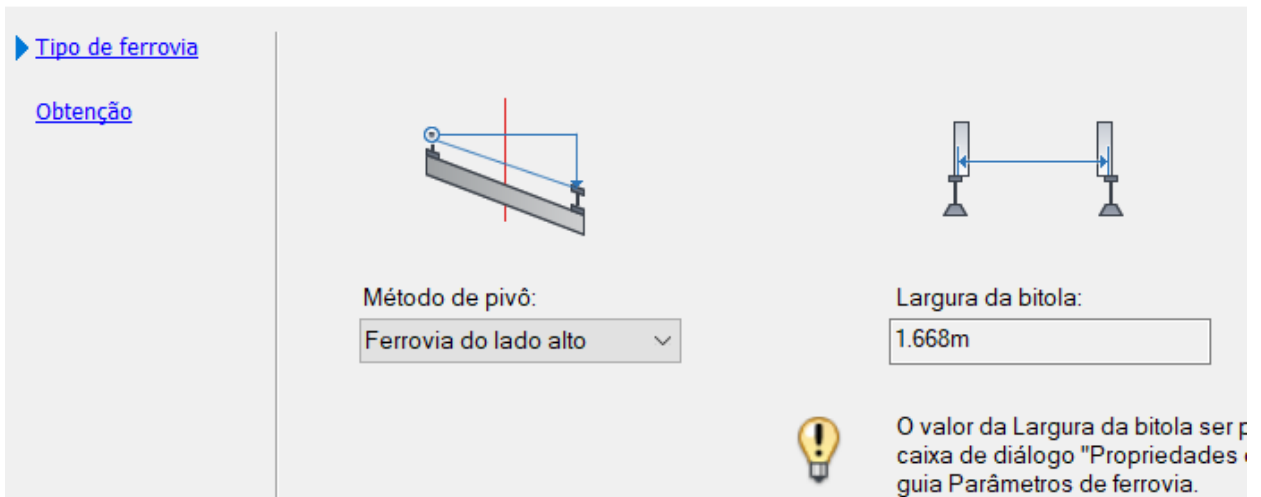 Tipo de ferrovia
Obtenção
Método de pivô:
Ferrovia do lado alto
Largura da bitola:
1.668m
O valor da Largura da bitola ser
caixa de diálogo "Propriedades
guia Parâmetros de ferrovia.